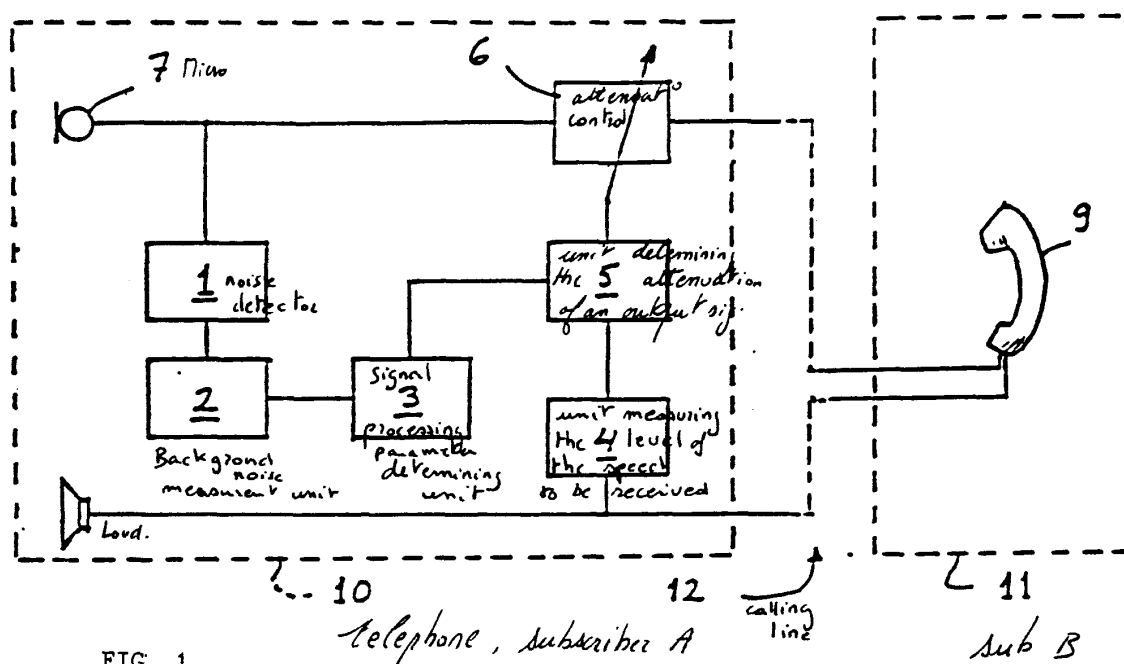 7 Micro
6
attenuat°
control
9
1 noise
detector
unit determining
the 5 attenuation
of an output sig.
2
Signal
3
processing
parameter
determining
unit
unit measuring
the 4 level of
the speech
to be received
Background
noise
measurement unit
Loud.
10
12
calling
line
11
telephone, subscriber A
sub B
FIG. 1